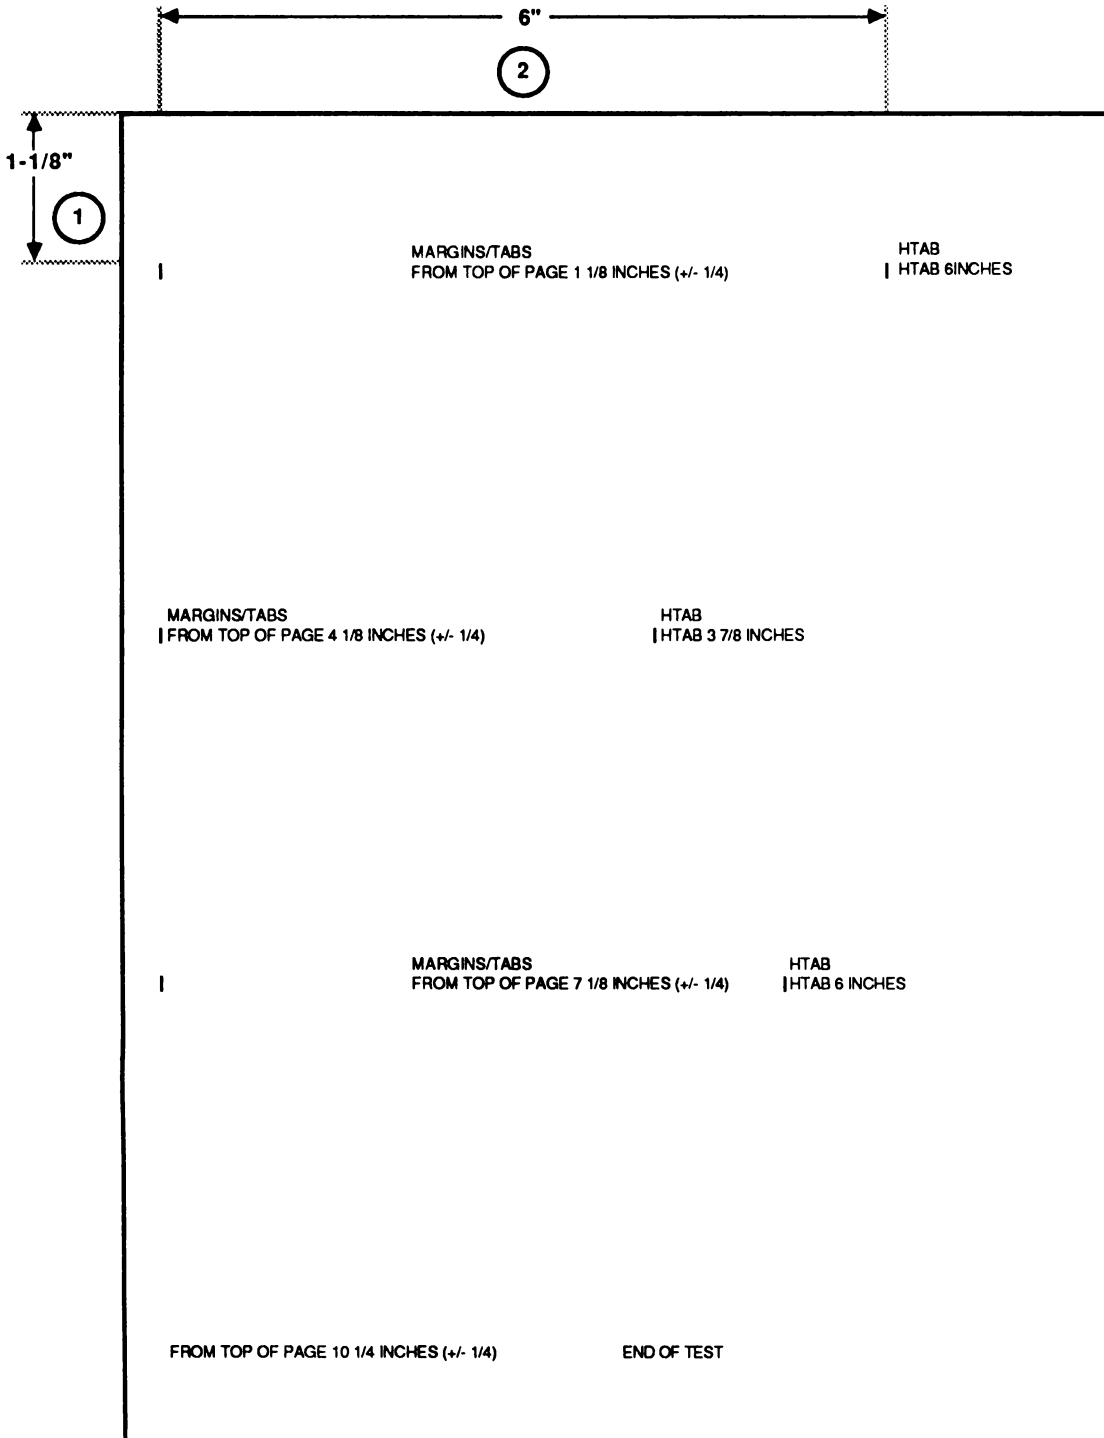 6"
2
1-1/8"
1
MARGINS/TABS HTAB
FROM TOP OF PAGE 1 1/8 INCHES (+/- 1/4) HTAB 6INCHES
MARGINS/TABS HTAB
FROM TOP OF PAGE 4 1/8 INCHES (+/- 1/4) HTAB 3 7/8 INCHES
MARGINS/TABS HTAB
FROM TOP OF PAGE 7 1/8 INCHES (+/- 1/4) HTAB 6 INCHES
FROM TOP OF PAGE 10 1/4 INCHES (+/- 1/4) END OF TEST